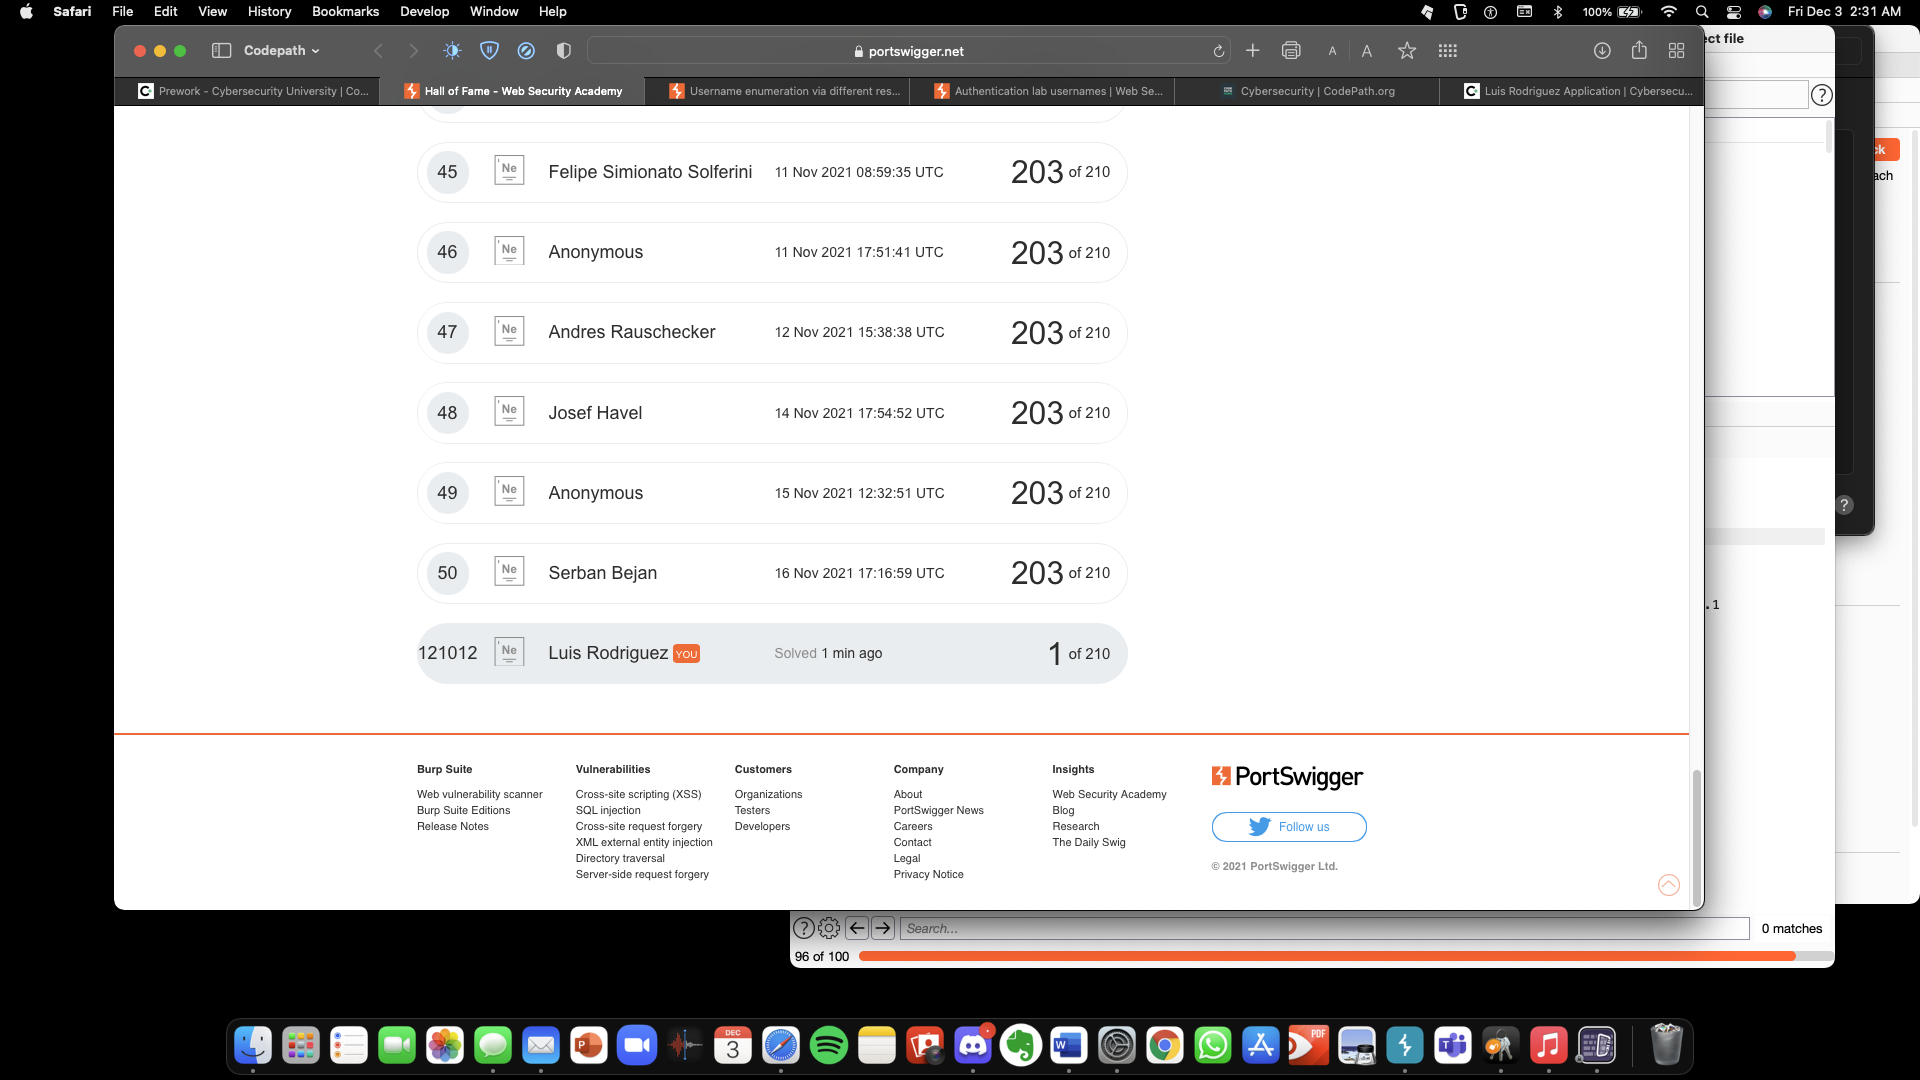 Safari File Edit View History Bookmarks Develop Window Help 100% Fri Dec 3 2:31 AM
Codepath portswigger.net A A
ect file
Prework - Cybersecurity University | Co... Hall of Fame - Web Security Academy Username enumeration via different res... Authentication lab usernames | Web Se... Cybersecurity | CodePath.org Luis Rodriguez Application | Cybersecu...
45 Ne Felipe Simionato Solferini 11 Nov 2021 08:59:35 UTC 203 of 210
ck
ach
46 Ne Anonymous 11 Nov 2021 17:51:41 UTC 203 of 210
47 Ne Andres Rauschecker 12 Nov 2021 15:38:38 UTC 203 of 210
48 Ne Josef Havel 14 Nov 2021 17:54:52 UTC 203 of 210
49 Ne Anonymous 15 Nov 2021 12:32:51 UTC 203 of 210
50 Ne Serban Bejan 16 Nov 2021 17:16:59 UTC 203 of 210
.1
121012 Ne Luis Rodriguez YOU Solved 1 min ago 1 of 210
Burp Suite
Web vulnerability scanner
Burp Suite Editions
Release Notes
Vulnerabilities
Cross-site scripting (XSS)
SQL injection
Cross-site request forgery
XML external entity injection
Directory traversal
Server-side request forgery
Customers
Organizations
Testers
Developers
Company
About
PortSwigger News
Careers
Contact
Legal
Privacy Notice
Insights
Web Security Academy
Blog
Research
The Daily Swig
PortSwigger
Follow us
© 2021 PortSwigger Ltd.
Search... 0 matches
96 of 100
DEC
3
PDF